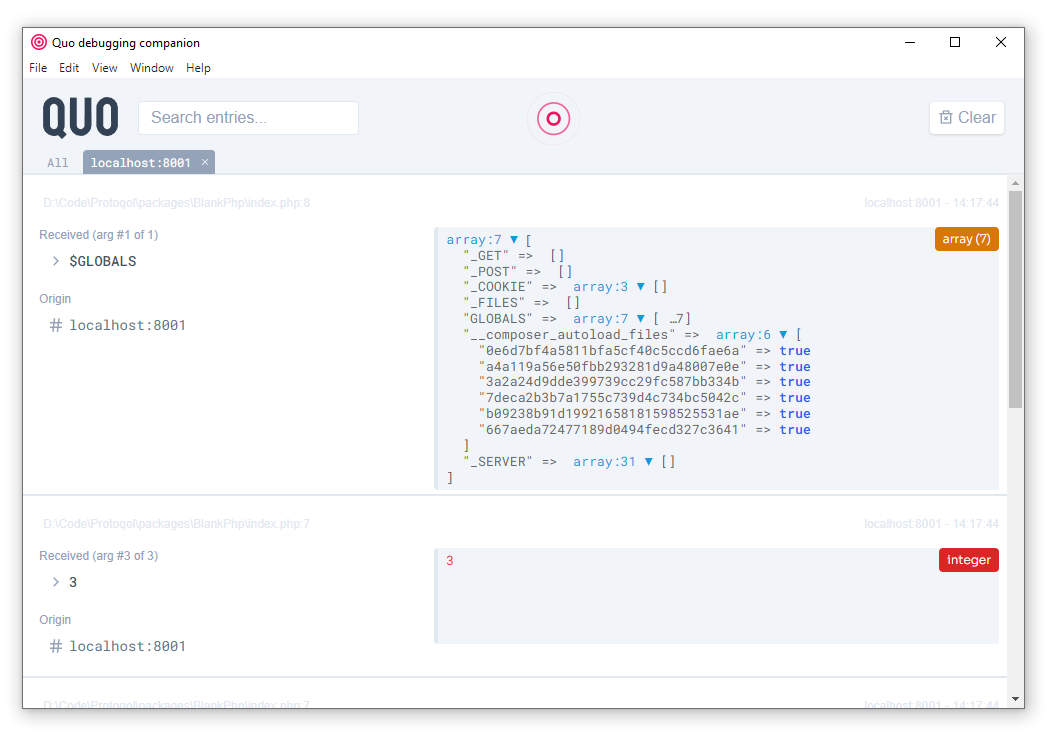 Quo debugging companion
File Edit View Window Help
QUO
Search entries...
Clear
All
localhost:8001 ×
D:\Code\Protoqol\packages\BlankPhp\index.php:8
localhost:8001 - 14:17:44
Received (arg #1 of 1)
> $GLOBALS
Origin
# localhost:8001
array (7)
array:7 ▼ [
"_GET" => []
"_POST" => []
"_COOKIE" => array:3 ▼ []
"_FILES" => []
"GLOBALS" => array:7 ▼ [ …7]
"__composer_autoload_files" => array:6 ▼ [
"0e6d7bf4a5811bfa5cf40c5ccd6fae6a" => true
"a4a119a56e50fbb293281d9a48007e0e" => true
"3a2a24d9dde399739cc29fc587bb334b" => true
"7deca2b3b7a1755c739d4c734bc5042c" => true
"b09238b91d19921658181598525531ae" => true
"667aeda72477189d0494fecd327c3641" => true
]
"_SERVER" => array:31 ▼ []
]
D:\Code\Protoqol\packages\BlankPhp\index.php:7
localhost:8001 - 14:17:44
Received (arg #3 of 3)
> 3
Origin
# localhost:8001
3
integer
D:\Code\Protoqol\packages\BlankPhp\index.php:7
localhost:8001 - 14:17:44